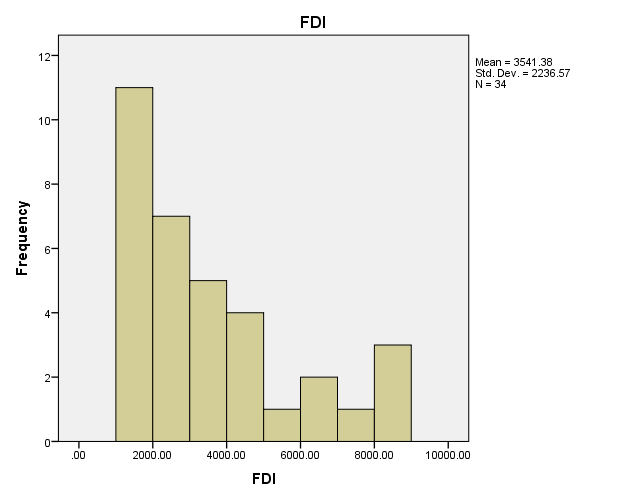 FDI
Mean = 3541.38
Std. Dev. = 2236.57
N = 34
12
10
8
6
4
2
0
Frequency
.00 2000.00 4000.00 6000.00 8000.00 10000.00
FDI